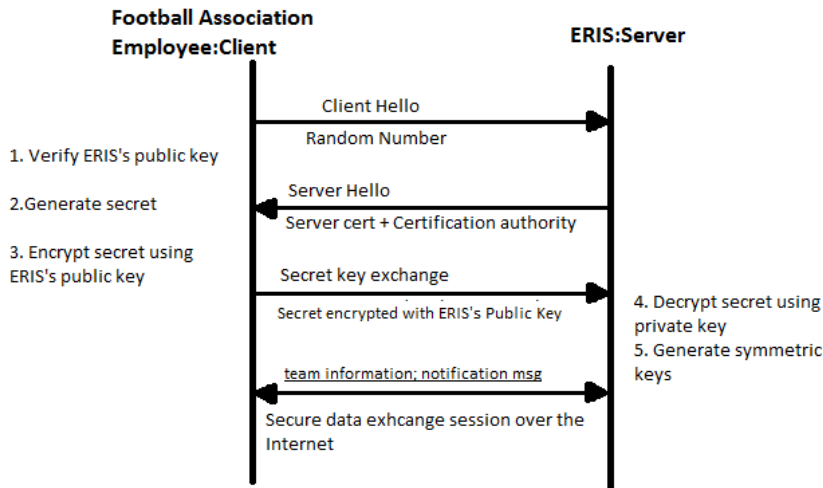 Football Association
Employee:Client
ERIS:Server
Client Hello
Random Number
1. Verify ERIS's public key
Server Hello
2.Generate secret
Server cert + Certification authority
3. Encrypt secret using
ERIS's public key
Secret key exchange
Secret encrypted with ERIS's Public Key
4. Decrypt secret using
private key
5. Generate symmetric
keys
team information; notification msg
Secure data exhcange session over the
Internet